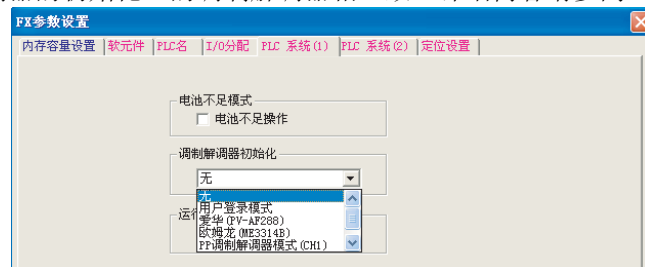 FX参数设置
内存容量设置 软元件 PLC名 I/O分配 PLC 系统(1) PLC 系统(2) 定位设置
电池不足模式
电池不足操作
调制解调器初始化
无
无
用户登录模式
运行
爱华(PV-AF288)
欧姆龙(ME3314B)
PP调制解调器模式(CH1)